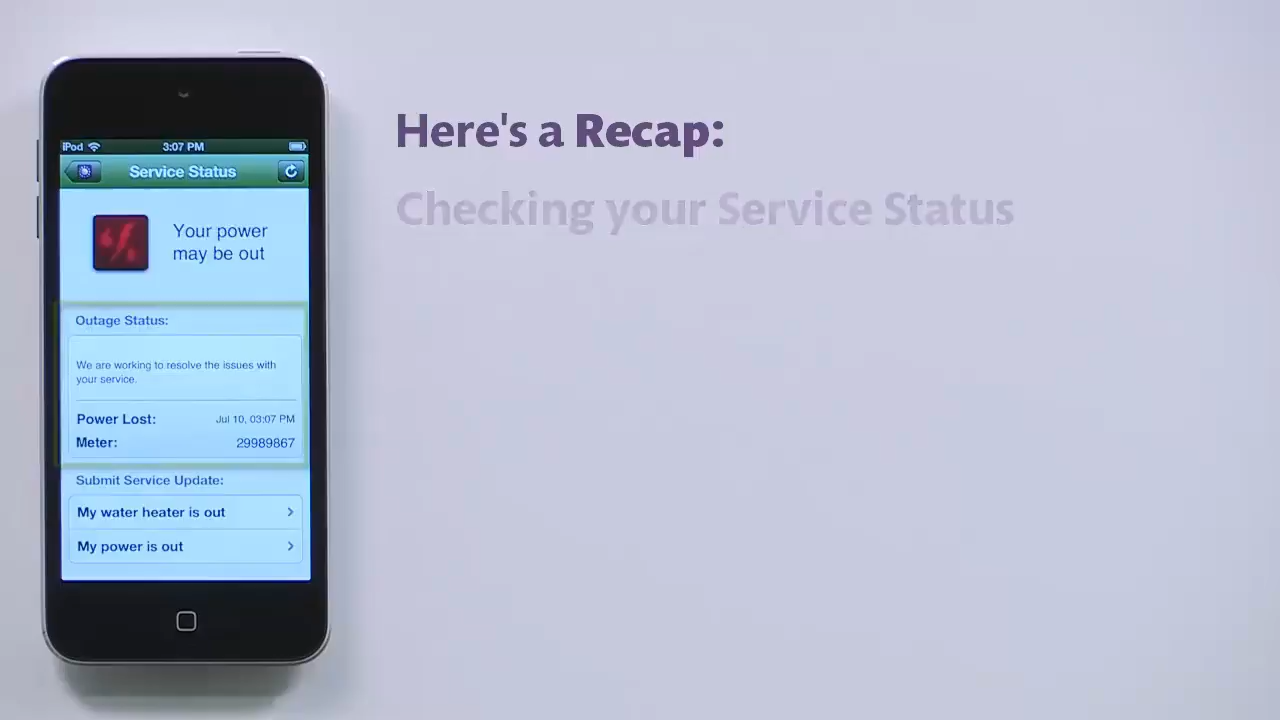 Here's a Recap:
Checking your Service Status
iPod 3:07 PM
Service Status
Your power
may be out
Outage Status:
We are working to resolve the issues with
your service.
Power Lost: Jul 10, 03:07 PM
Meter: 29989867
Submit Service Update:
My water heater is out
My power is out